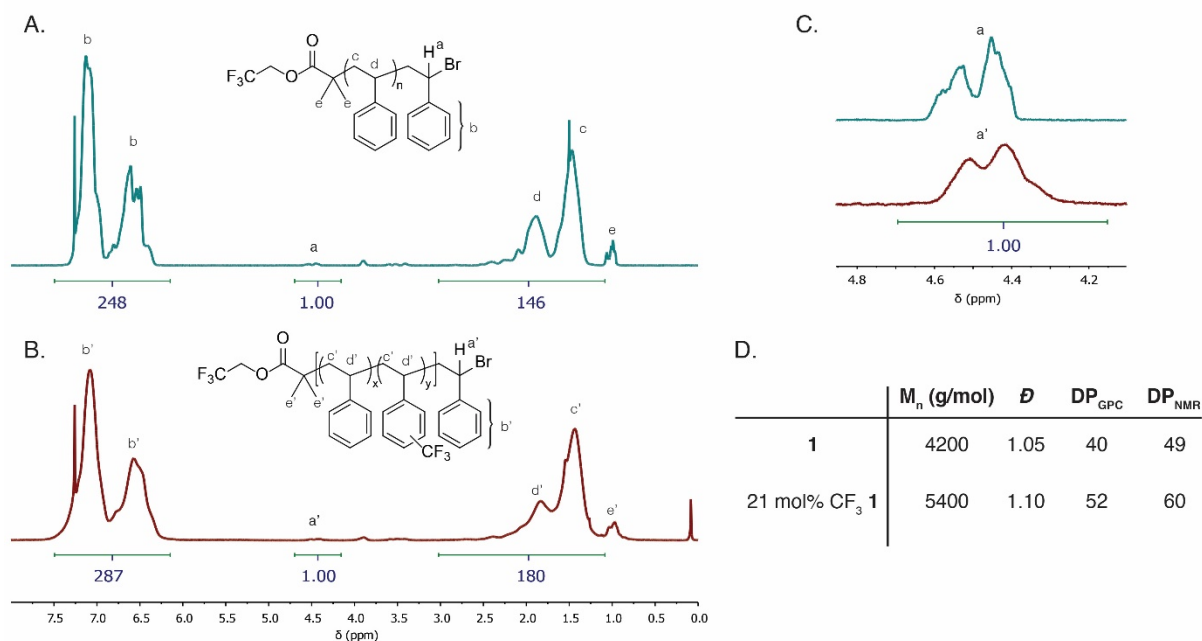 A.
b
b
O
F₃C
O
c
d
Hᵃ
Br
n
e
e
b
a
d
c
e
248
1.00
146
B.
b'
b'
O
F₃C
O
c'
d'
c'
d'
Hᵃ'
Br
x
y
e'
e'
CF₃
b'
a'
d'
c'
e'
287
1.00
180
7.5 7.0 6.5 6.0 5.5 5.0 4.5 4.0 3.5 3.0 2.5 2.0 1.5 1.0 0.5 0.0
δ (ppm)
C.
a
a'
1.00
4.8 4.6 4.4 4.2
δ (ppm)
D.
Mₙ (g/mol) Đ DP_GPC DP_NMR
1 4200 1.05 40 49
21 mol% CF₃ 1 5400 1.10 52 60